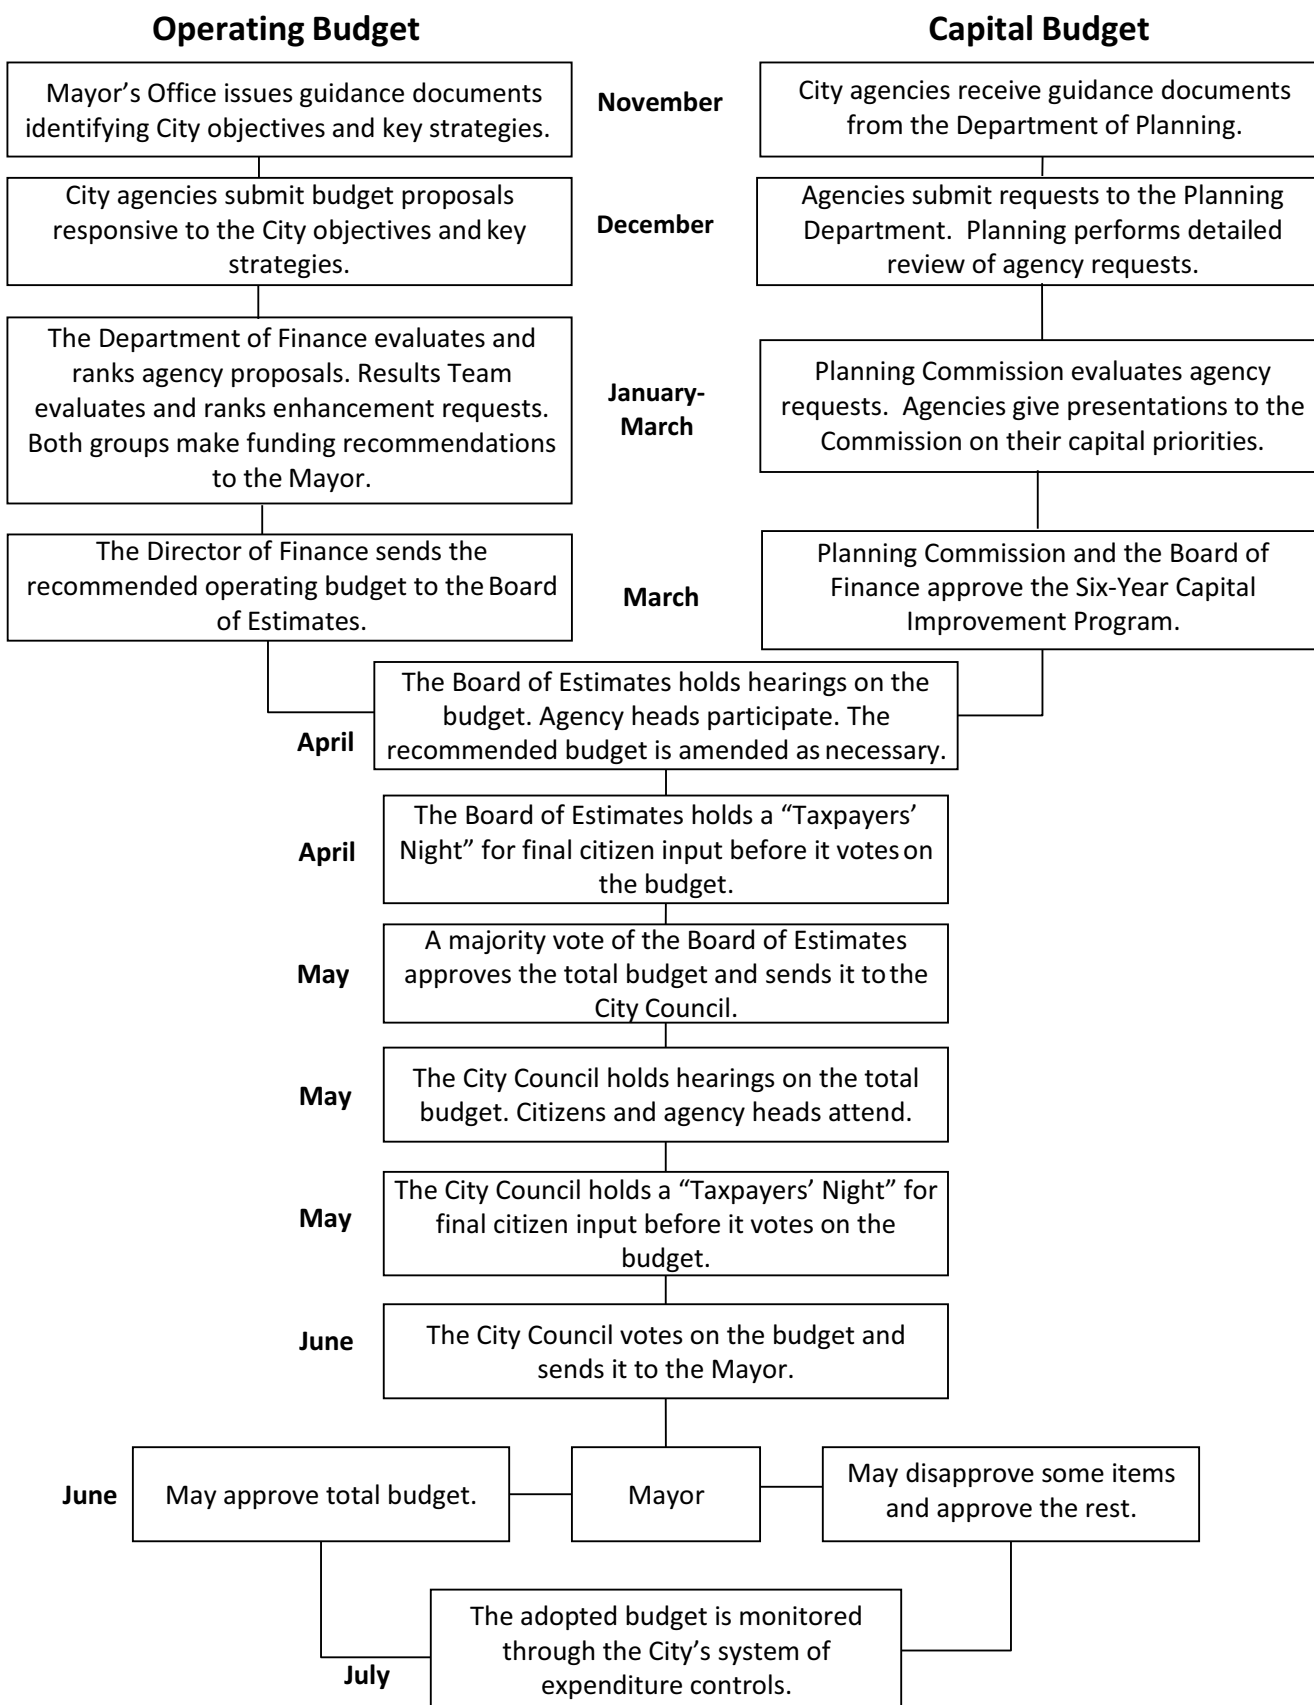 Operating Budget
Capital Budget
Mayor’s Office issues guidance documents
identifying City objectives and key strategies.
November
City agencies receive guidance documents
from the Department of Planning.
City agencies submit budget proposals
responsive to the City objectives and key
strategies.
December
Agencies submit requests to the Planning
Department.  Planning performs detailed
review of agency requests.
The Department of Finance evaluates and
ranks agency proposals. Results Team
evaluates and ranks enhancement requests.
Both groups make funding recommendations
to the Mayor.
January-
March
Planning Commission evaluates agency
requests.  Agencies give presentations to the
Commission on their capital priorities.
The Director of Finance sends the
recommended operating budget to the Board
of Estimates.
March
Planning Commission and the Board of
Finance approve the Six-Year Capital
Improvement Program.
April
The Board of Estimates holds hearings on the
budget. Agency heads participate. The
recommended budget is amended as necessary.
April
The Board of Estimates holds a “Taxpayers’
Night” for final citizen input before it votes on
the budget.
May
A majority vote of the Board of Estimates
approves the total budget and sends it to the
City Council.
May
The City Council holds hearings on the total
budget. Citizens and agency heads attend.
May
The City Council holds a “Taxpayers’ Night” for
final citizen input before it votes on the
budget.
June
The City Council votes on the budget and
sends it to the Mayor.
June
May approve total budget.
Mayor
May disapprove some items
and approve the rest.
July
The adopted budget is monitored
through the City’s system of
expenditure controls.